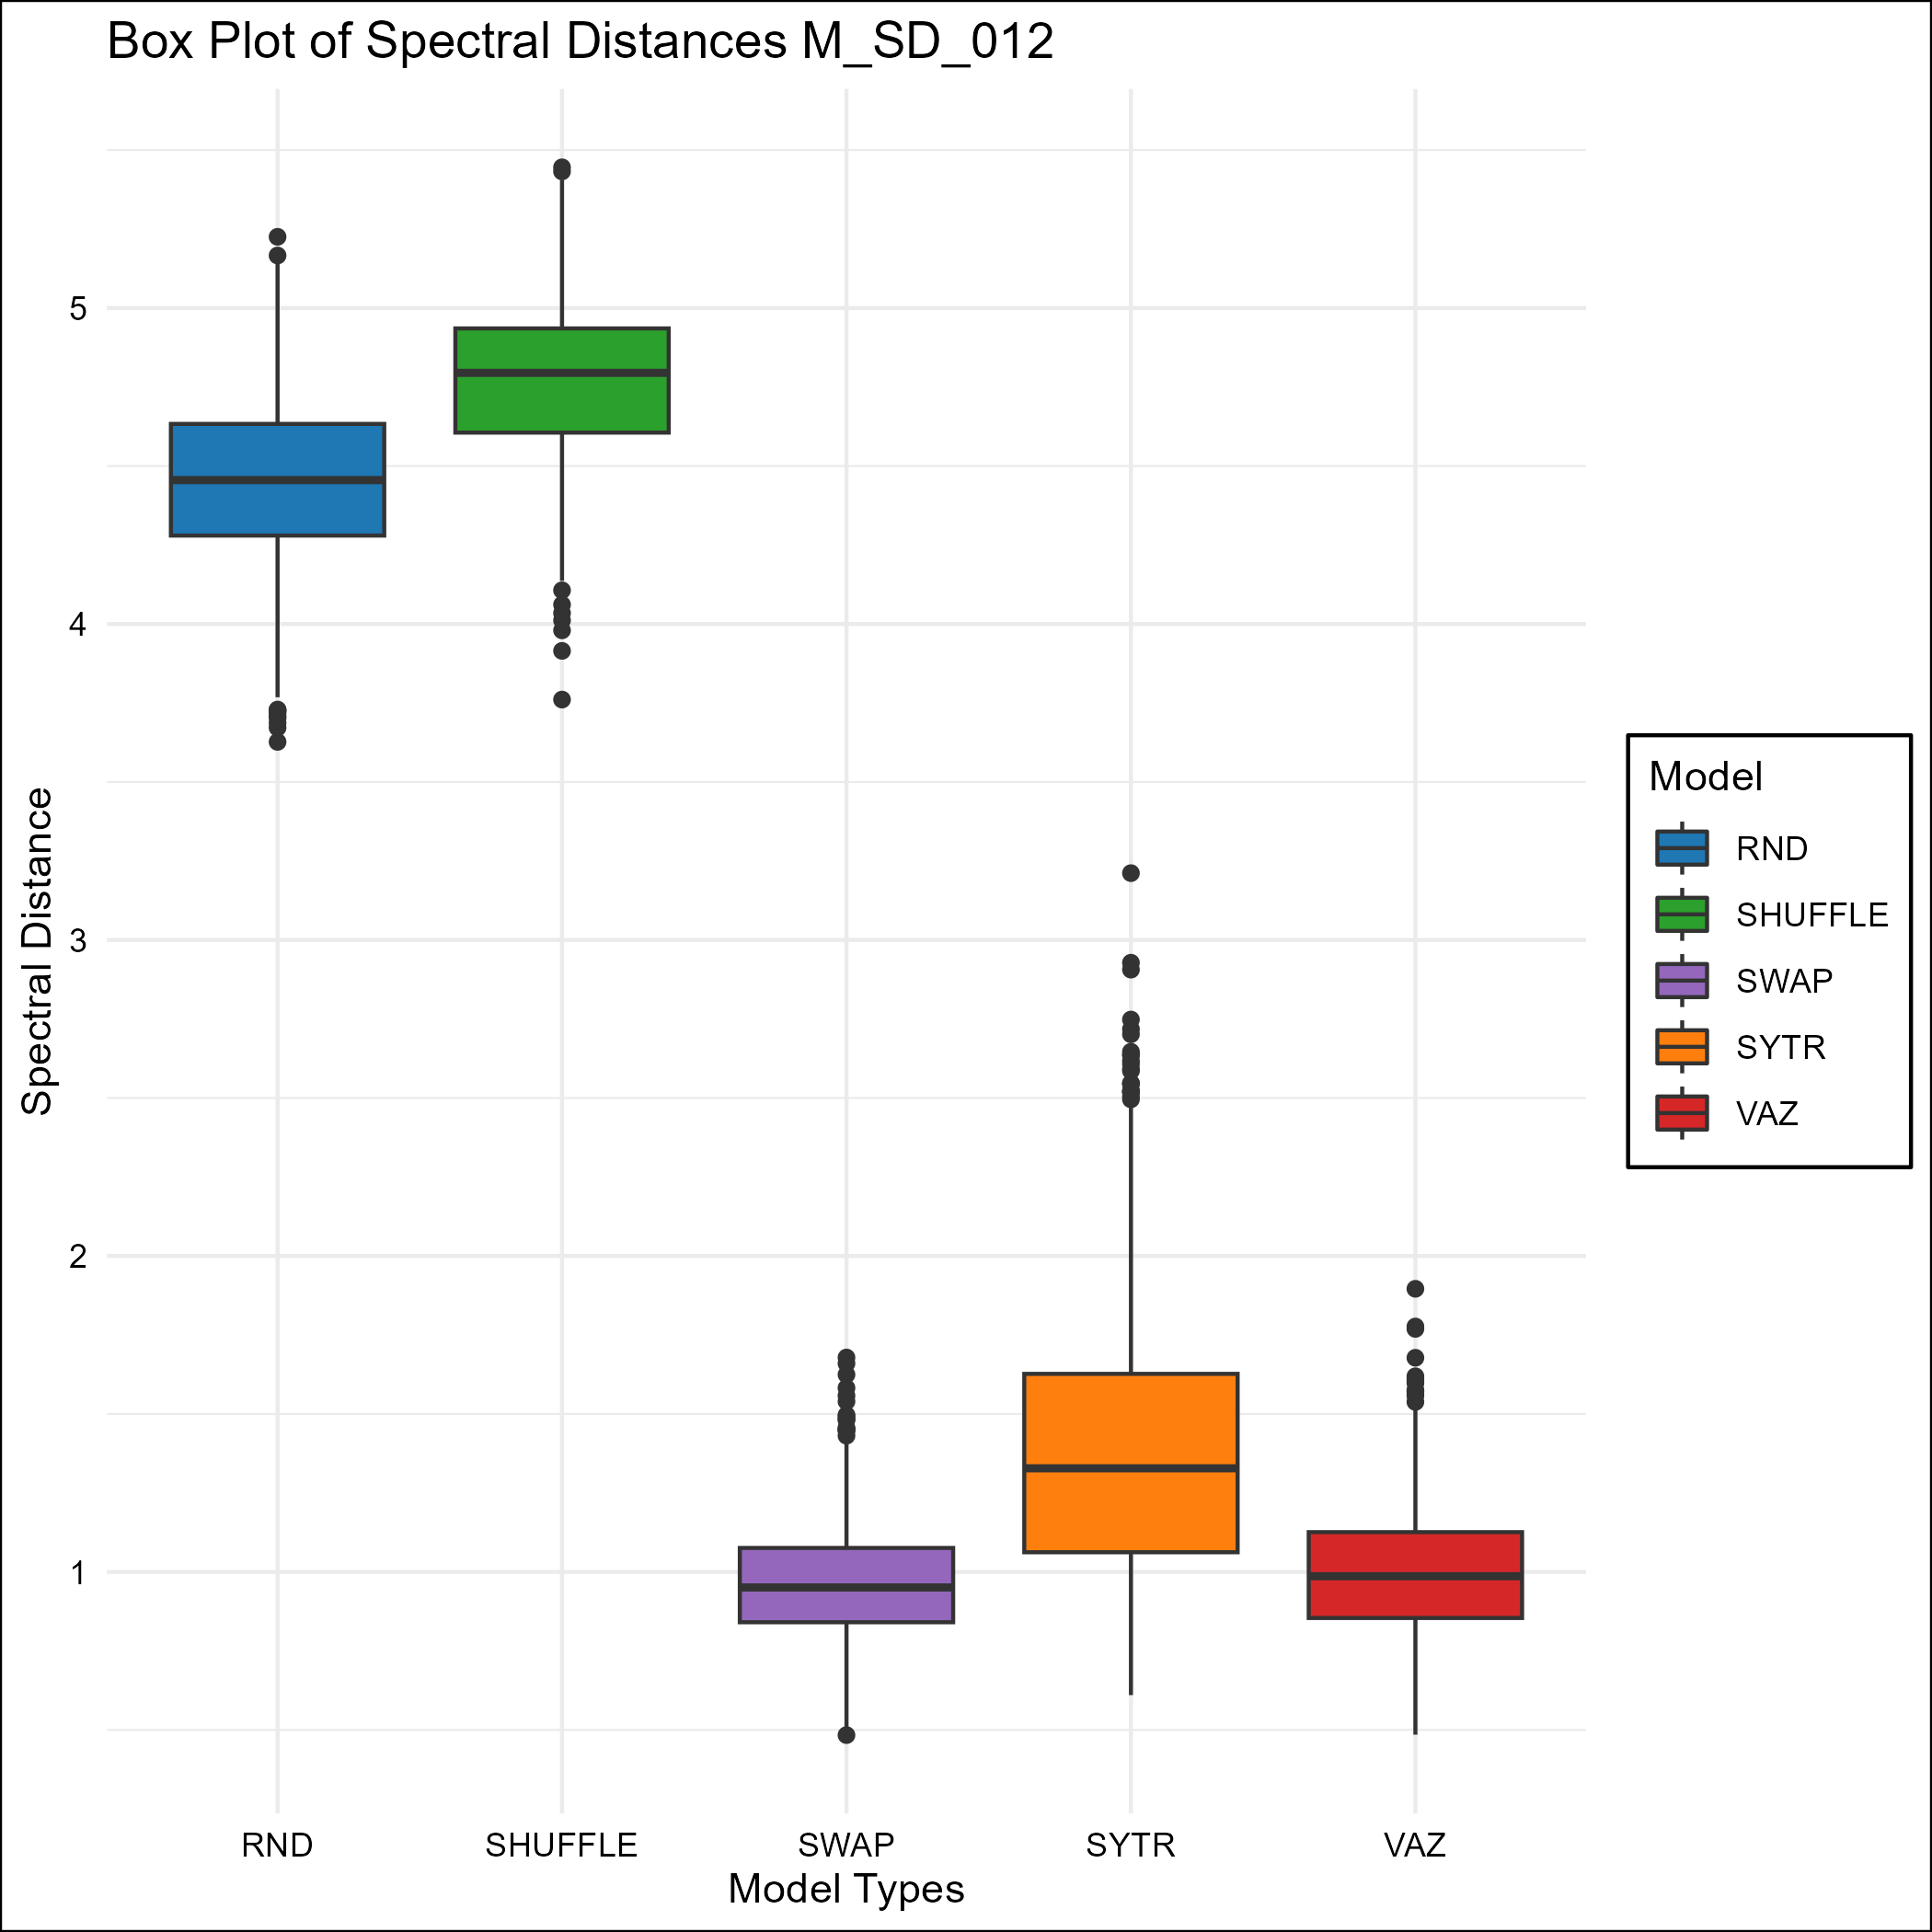 Box Plot of Spectral Distances M_SD_012
Spectral Distance
5
4
3
2
1
RND
SHUFFLE
SWAP
SYTR
VAZ
Model Types
Model
RND
SHUFFLE
SWAP
SYTR
VAZ